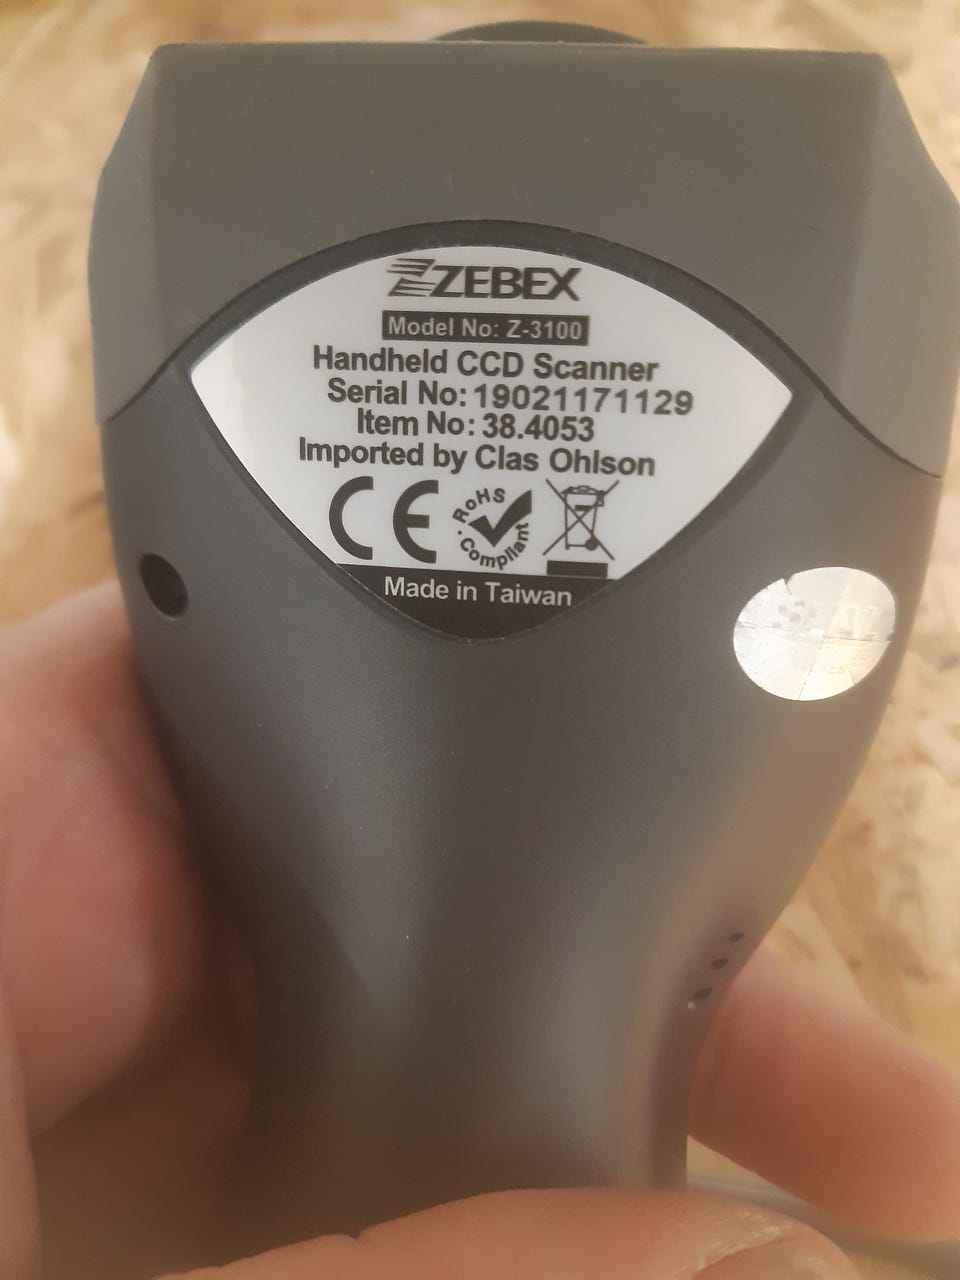 ZEBEX
Model No: Z-3100
Handheld CCD Scanner
Serial No: 19021171129
Item No: 38.4053
Imported by Clas Ohlson
CE
RoHS
Compliant
Made in Taiwan